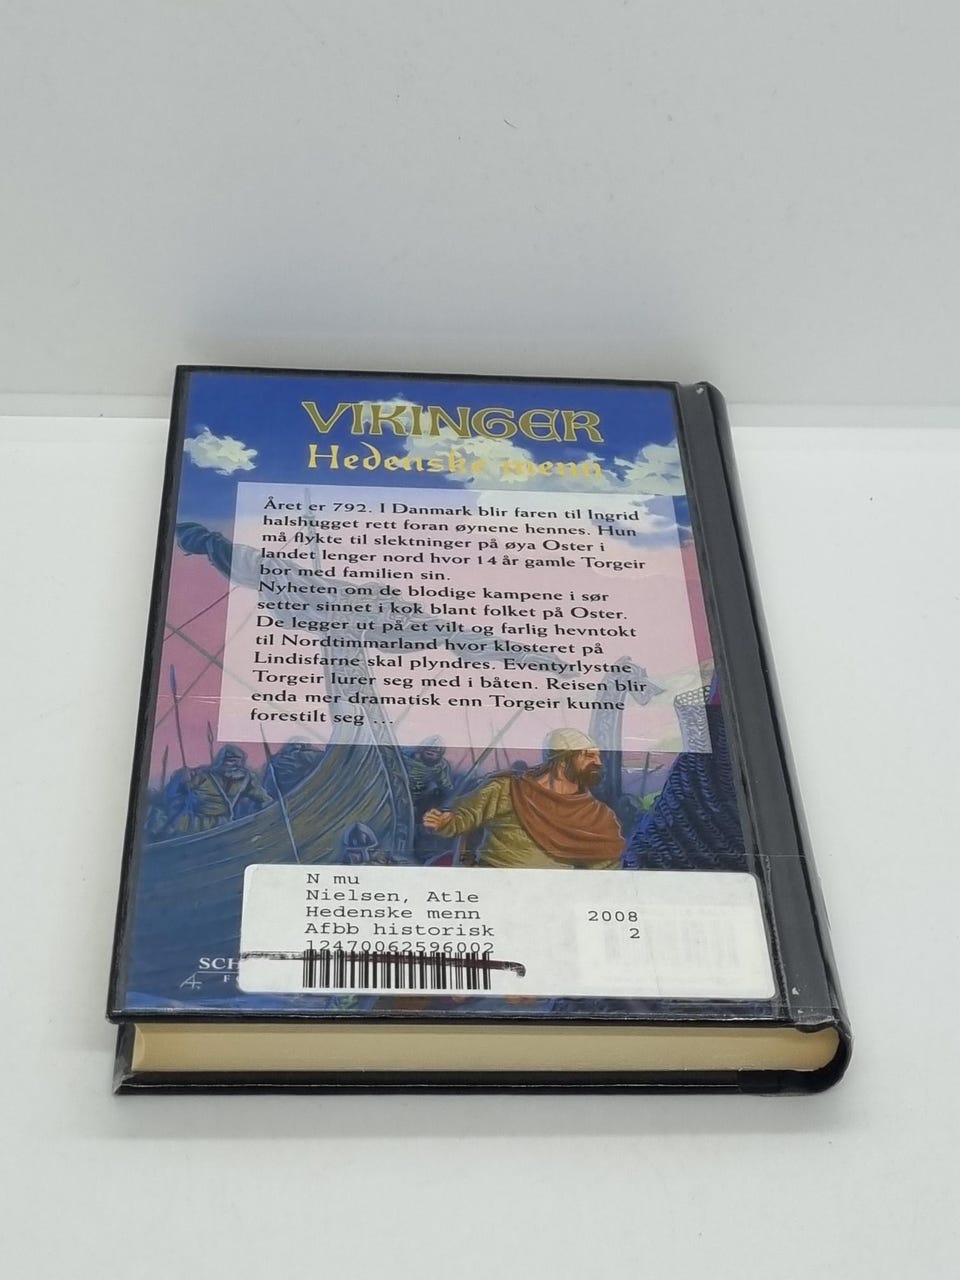 VIKINGER
Hedenske menn
Året er 792. I Danmark blir faren til Ingrid
halshugget rett foran øynene hennes. Hun
må flykte til slektninger på øya Oster i
landet lenger nord hvor 14 år gamle Torgeir
bor med familien sin.
Nyheten om de blodige kampene i sør
setter sinnet i kok blant folket på Oster.
De legger ut på et vilt og farlig hevntokt
til Nordtimmarland hvor klosteret på
Lindisfarne skal plyndres. Eventyrlystne
Torgeir lurer seg med i båten. Reisen blir
enda mer dramatisk enn Torgeir kunne
forestilt seg ...
N mu
Nielsen, Atle
Hedenske menn 2008
Afbb historisk 2
12470062596002